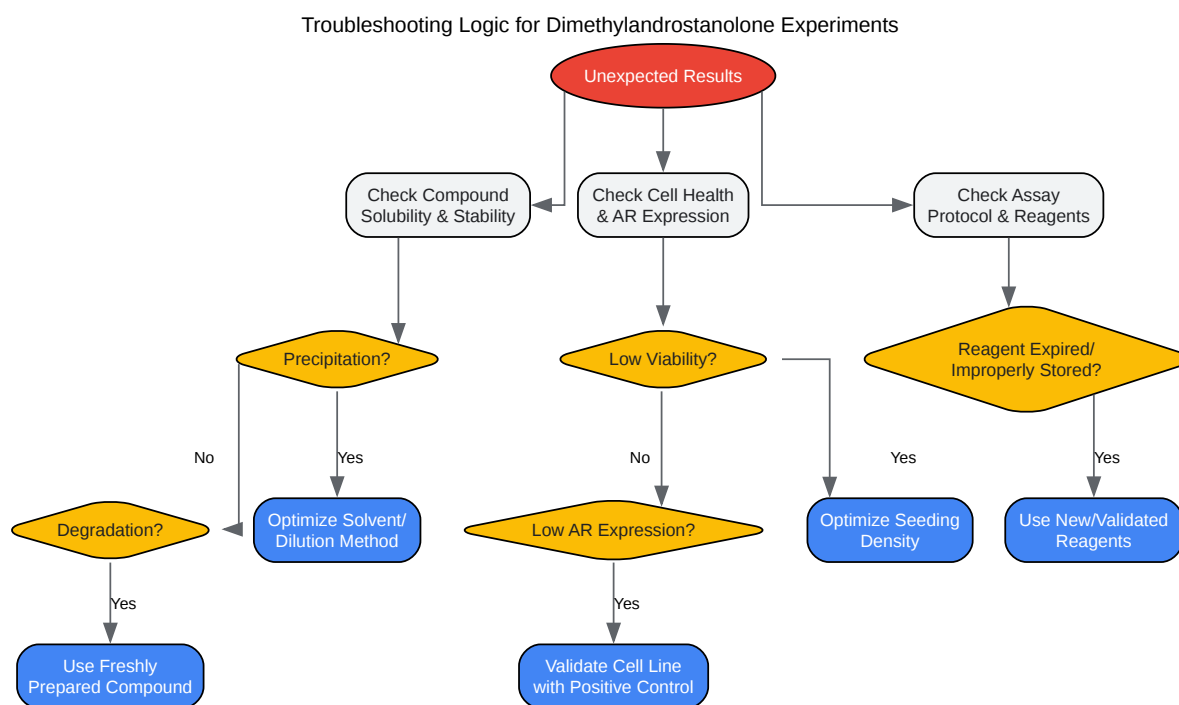 Troubleshooting Logic for Dimethylandrostanolone Experiments
Unexpected Results
Check Compound
Solubility & Stability
Check Cell Health
& AR Expression
Check Assay
Protocol & Reagents
Precipitation?
Low Viability?
Reagent Expired/
Improperly Stored?
No
Yes
No
Yes
Yes
Degradation?
Optimize Solvent/
Dilution Method
Low AR Expression?
Optimize Seeding
Density
Use New/Validated
Reagents
Yes
Yes
Use Freshly
Prepared Compound
Validate Cell Line
with Positive Control